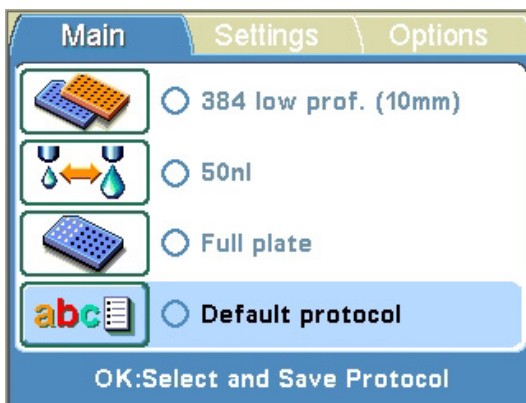 Main Settings Options
384 low prof. (10mm)
50nl
Full plate
abc Default protocol
OK:Select and Save Protocol